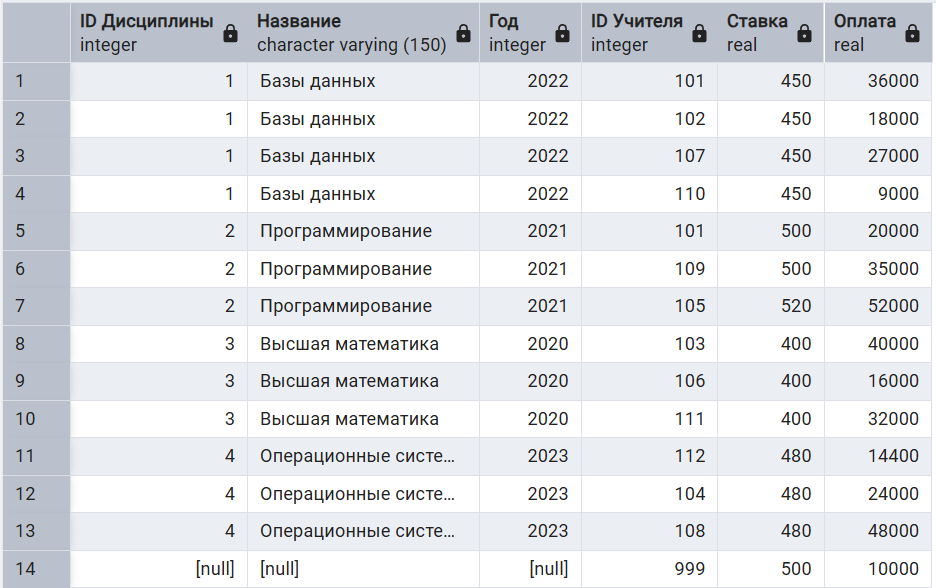 ID Дисциплины Название Год ID Учителя Ставка Оплата
integer character varying (150) integer integer real real
1 1 Базы данных 2022 101 450 36000
2 1 Базы данных 2022 102 450 18000
3 1 Базы данных 2022 107 450 27000
4 1 Базы данных 2022 110 450 9000
5 2 Программирование 2021 101 500 20000
6 2 Программирование 2021 109 500 35000
7 2 Программирование 2021 105 520 52000
8 3 Высшая математика 2020 103 400 40000
9 3 Высшая математика 2020 106 400 16000
10 3 Высшая математика 2020 111 400 32000
11 4 Операционные систе... 2023 112 480 14400
12 4 Операционные систе... 2023 104 480 24000
13 4 Операционные систе... 2023 108 480 48000
14 [null] [null] [null] 999 500 10000